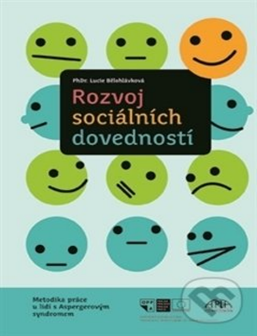 PhDr. Lucie Bělohlávková
Rozvoj
sociálních
dovedností
Metodika práce
u lidí s Aspergerovým
syndromem